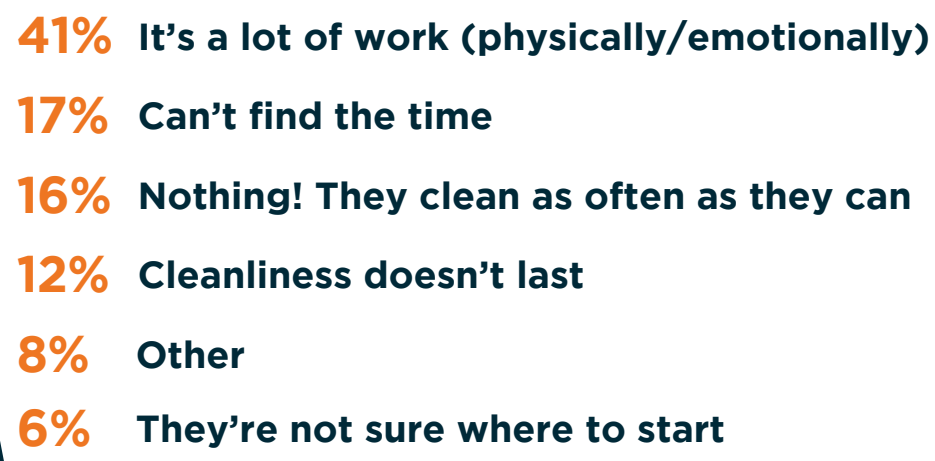 41% It’s a lot of work (physically/emotionally)
17% Can’t find the time
16% Nothing! They clean as often as they can
12% Cleanliness doesn’t last
8% Other
6% They’re not sure where to start